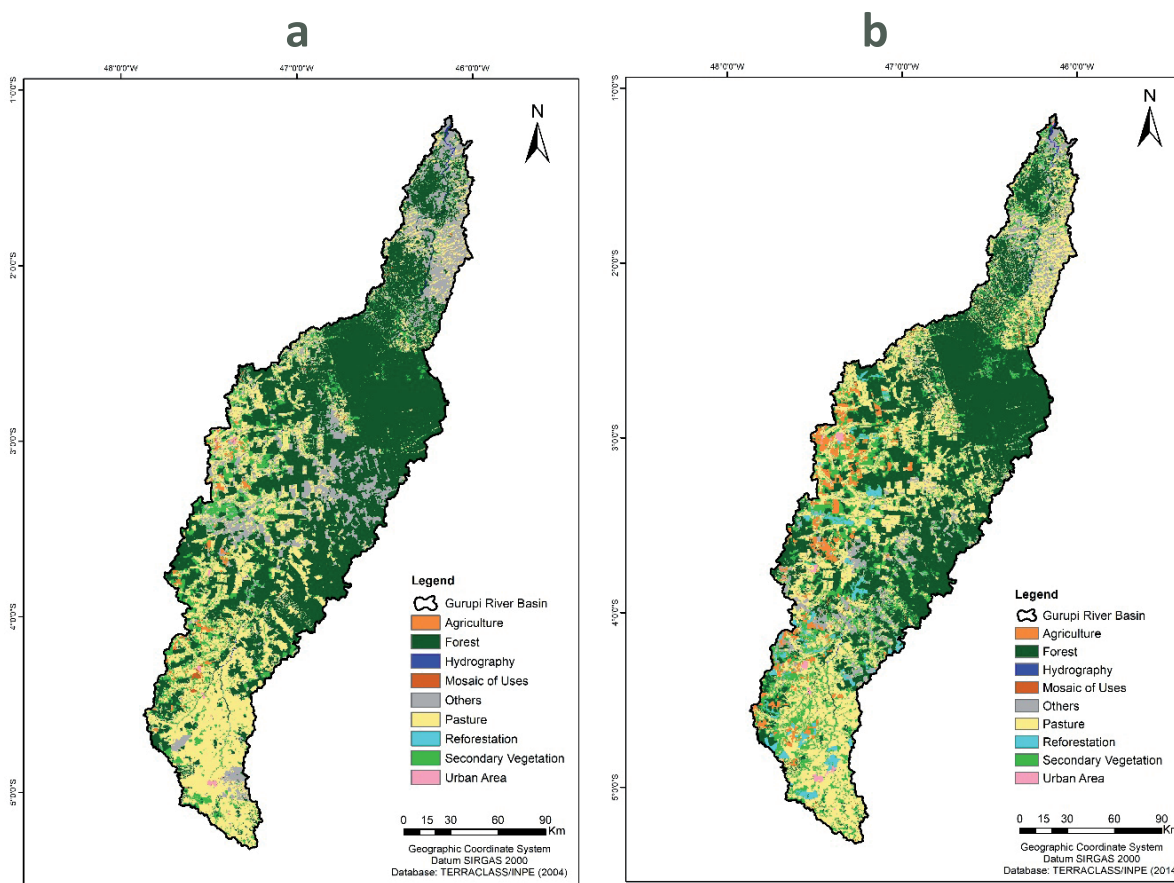 a
48°0'0"W
47°0'0"W
46°0'0"W
1°0'0"S
2°0'0"S
3°0'0"S
4°0'0"S
5°0'0"S
N
Legend
Gurupi River Basin
Agriculture
Forest
Hydrography
Mosaic of Uses
Others
Pasture
Reforestation
Secondary Vegetation
Urban Area
0 15 30 60 90
Km
Geographic Coordinate System
Datum SIRGAS 2000
Database: TERRACLASS/INPE (2004)
b
48°0'0"W
47°0'0"W
46°0'0"W
1°0'0"S
2°0'0"S
3°0'0"S
4°0'0"S
5°0'0"S
N
Legend
Gurupi River Basin
Agriculture
Forest
Hydrography
Mosaic of Uses
Others
Pasture
Reforestation
Secondary Vegetation
Urban Area
0 15 30 60 90
Km
Geographic Coordinate System
Datum SIRGAS 2000
Database: TERRACLASS/INPE (2014